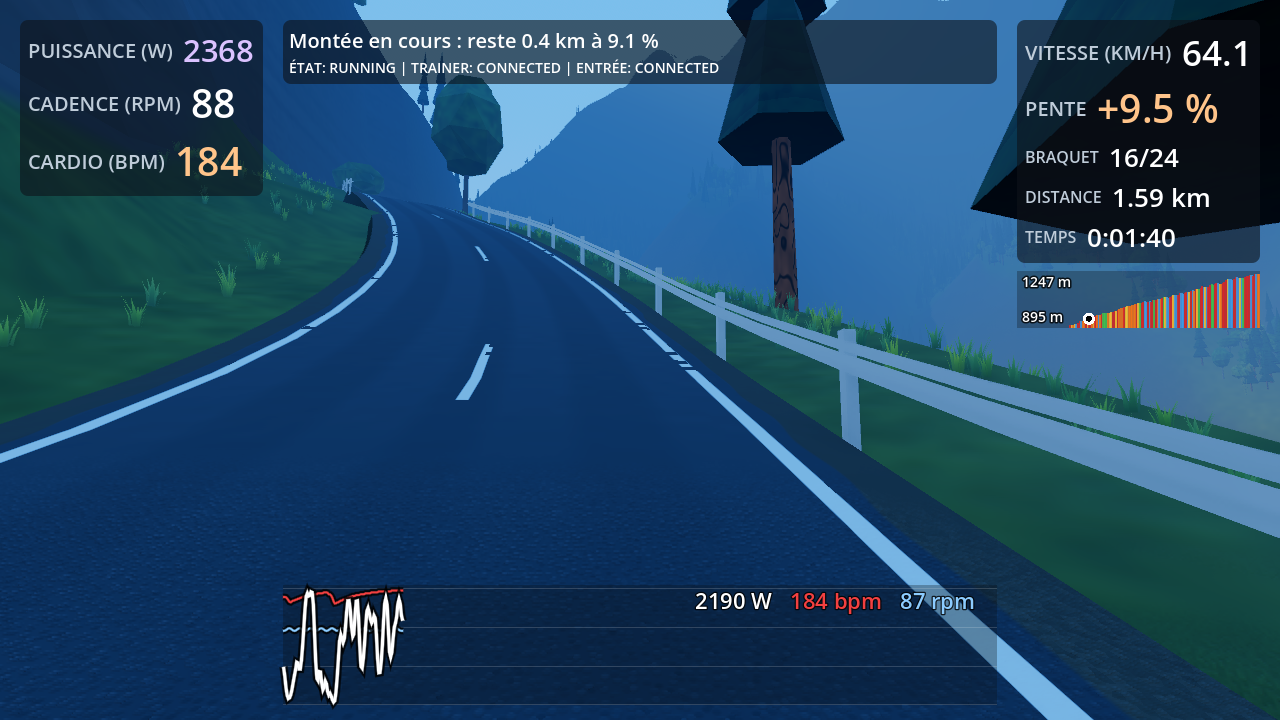 PUISSANCE (W) 2368
CADENCE (RPM) 88
CARDIO (BPM) 184
Montée en cours : reste 0.4 km à 9.1 %
ÉTAT: RUNNING | TRAINER: CONNECTED | ENTRÉE: CONNECTED
VITESSE (KM/H) 64.1
PENTE +9.5 %
BRAQUET 16/24
DISTANCE 1.59 km
TEMPS 0:01:40
1247 m
895 m
2190 W 184 bpm 87 rpm